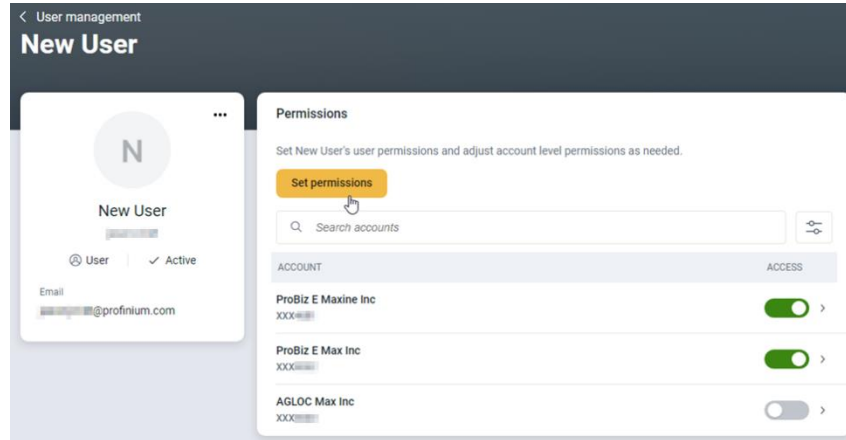 User management
New User
N
New User
User
Active
Email
@profinium.com
Permissions
Set New User's user permissions and adjust account level permissions as needed.
Set permissions
Search accounts
ACCOUNT ACCESS
ProBiz E Maxine Inc
XXX
ProBiz E Max Inc
XXX
AGLOC Max Inc
XXX